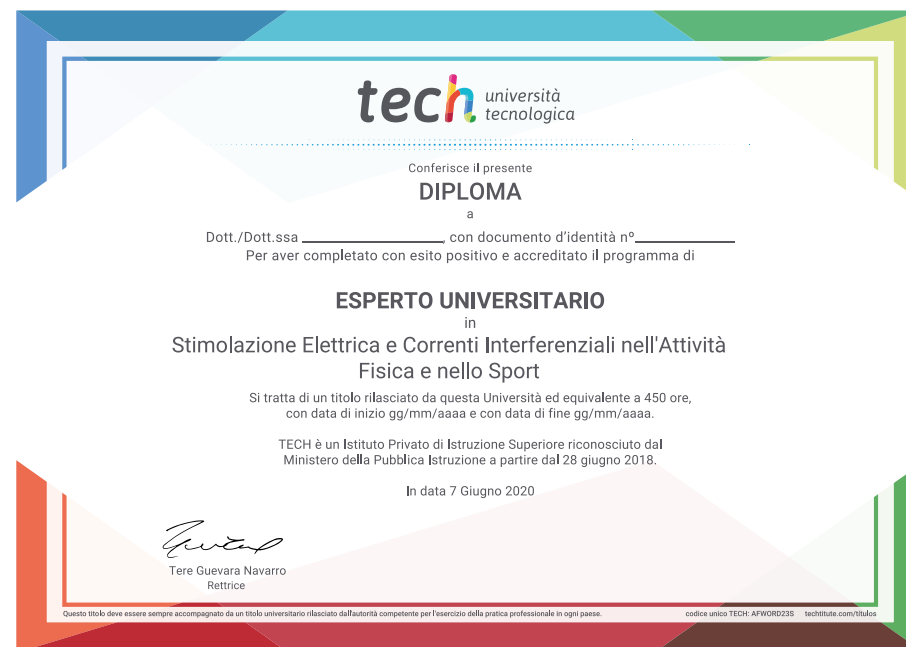 tech università
tecnologica
Conferisce il presente
DIPLOMA
a
Dott./Dott.ssa ________________, con documento d'identità nº____________
Per aver completato con esito positivo e accreditato il programma di
ESPERTO UNIVERSITARIO
in
Stimolazione Elettrica e Correnti Interferenziali nell'Attività
Fisica e nello Sport
Si tratta di un titolo rilasciato da questa Università ed equivalente a 450 ore,
con data di inizio gg/mm/aaaa e con data di fine gg/mm/aaaa.
TECH è un Istituto Privato di Istruzione Superiore riconosciuto dal
Ministero della Pubblica Istruzione a partire dal 28 giugno 2018.
In data 7 Giugno 2020
Tere Guevara Navarro
Rettrice
Questo titolo deve essere sempre accompagnato da un titolo universitario rilasciato dall'autorità competente per l'esercizio della pratica professionale in ogni paese. codice unico TECH: AFWORD23S techtitute.com/titulos